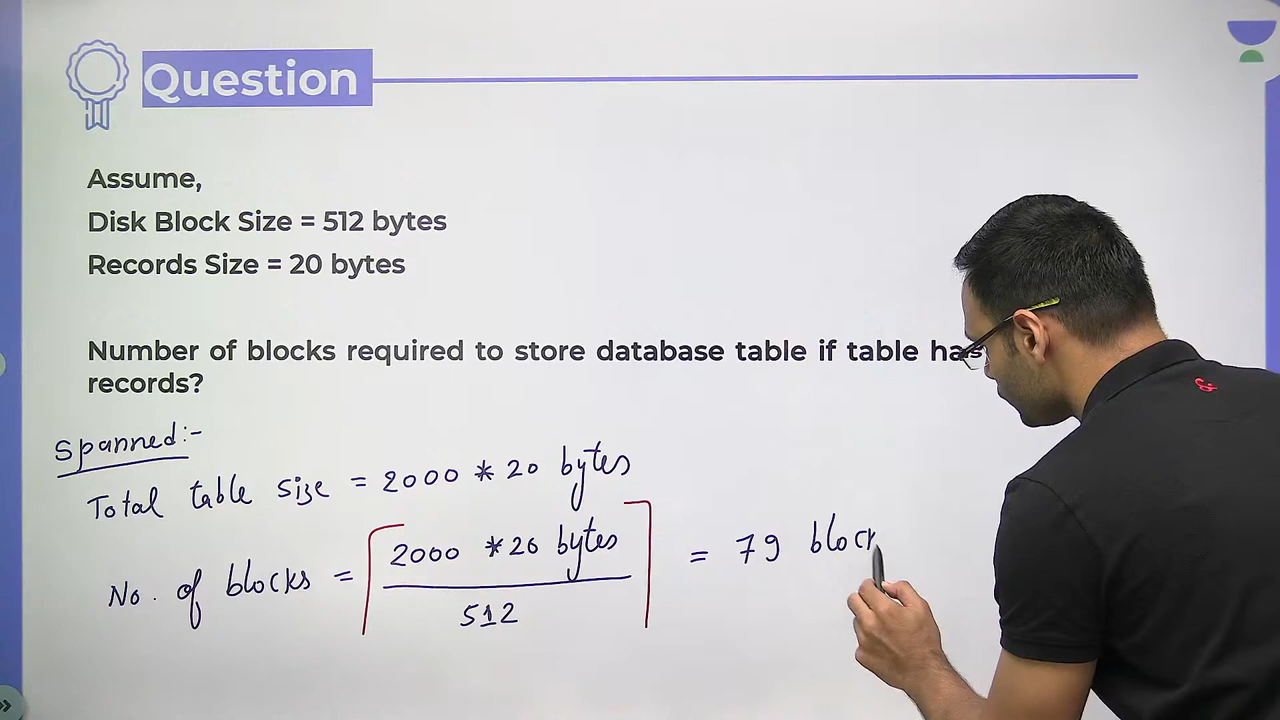 Question
Assume,
Disk Block Size = 512 bytes
Records Size = 20 bytes
Number of blocks required to store database table if table has
records?
Spanned:-
Total table size = 2000 * 20 bytes
No. of blocks = ⌈2000 * 20 bytes / 512⌉ = 79 block